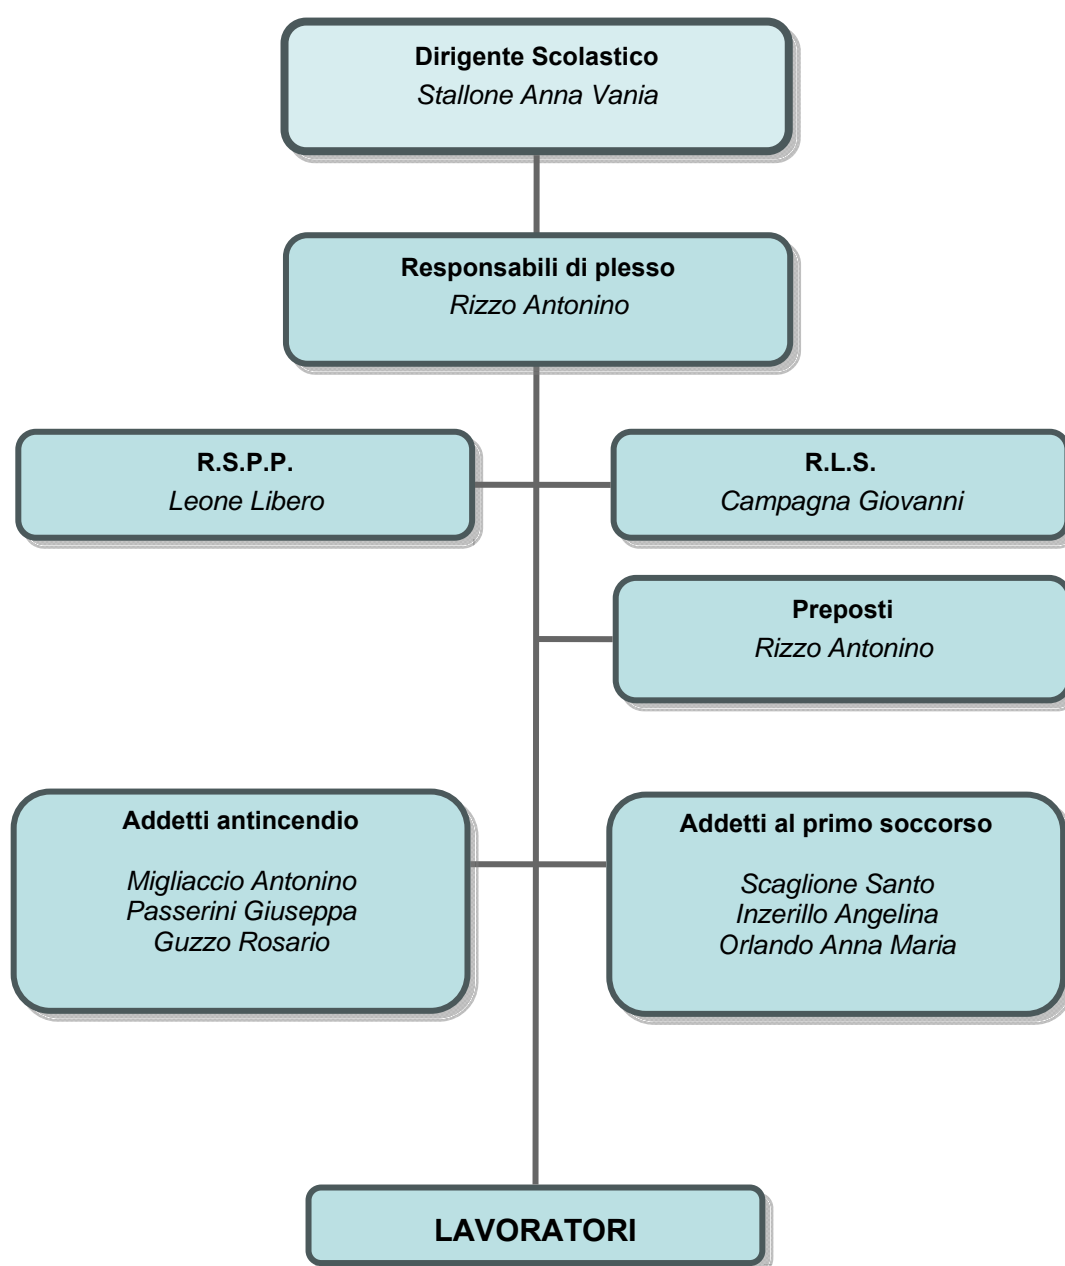 Dirigente Scolastico
Stallone Anna Vania
Responsabili di plesso
Rizzo Antonino
R.S.P.P.
Leone Libero
R.L.S.
Campagna Giovanni
Preposti
Rizzo Antonino
Addetti antincendio
Migliaccio Antonino
Passerini Giuseppa
Guzzo Rosario
Addetti al primo soccorso
Scaglione Santo
Inzerillo Angelina
Orlando Anna Maria
LAVORATORI